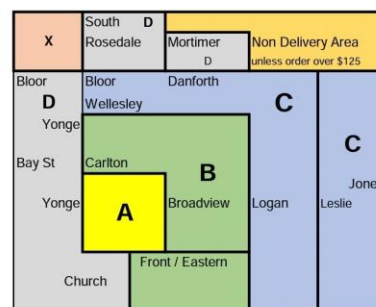 X
South D
Rosedale
Mortimer
D
Non Delivery Area
unless order over $125
Bloor
D
Bloor Danforth
Wellesley
C
C
Yonge
Bay St
Carlton
B
Jone
Yonge
A
Broadview
Logan
Leslie
Front / Eastern
Church